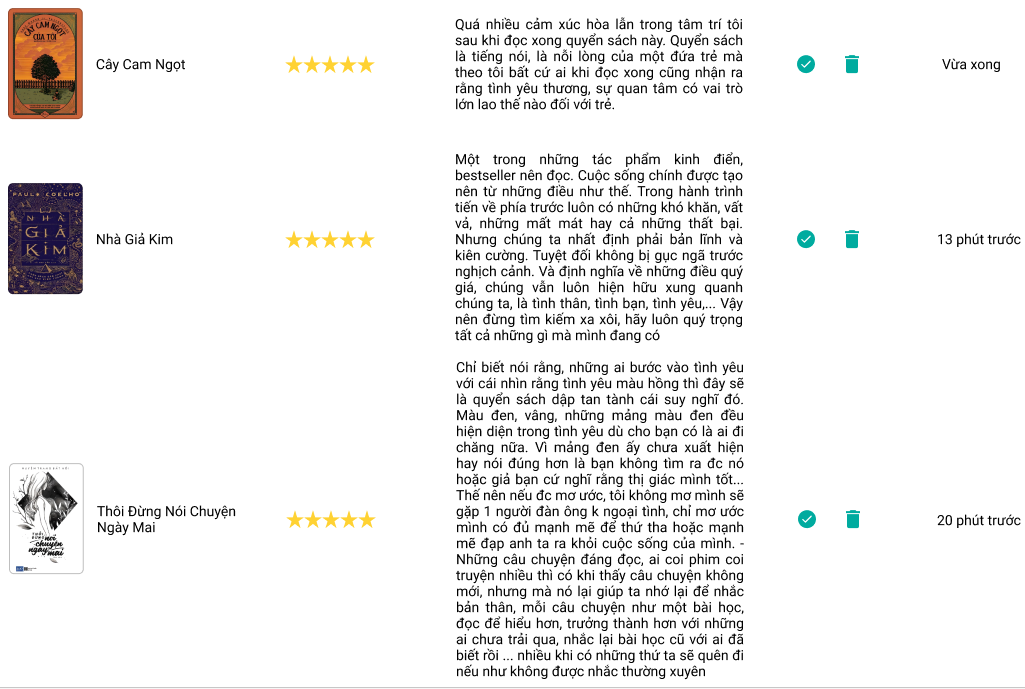 CÂY CAM NGỌT
CỦA TÔI
Cây Cam Ngọt
Quá nhiều cảm xúc hòa lẫn trong tâm trí tôi
sau khi đọc xong quyển sách này. Quyển sách
là tiếng nói, là nỗi lòng của một đứa trẻ mà
theo tôi bất cứ ai khi đọc xong cũng nhận ra
rằng tình yêu thương, sự quan tâm có vai trò
lớn lao thế nào đối với trẻ.
Vừa xong
PAULO COELHO
NHÀ
GIẢ
KIM
Nhà Giả Kim
Một trong những tác phẩm kinh điển,
bestseller nên đọc. Cuộc sống chính được tạo
nên từ những điều như thế. Trong hành trình
tiến về phía trước luôn có những khó khăn, vất
vả, những mất mát hay cả những thất bại.
Nhưng chúng ta nhất định phải bản lĩnh và
kiên cường. Tuyệt đối không bị gục ngã trước
nghịch cảnh. Và định nghĩa về những điều quý
giá, chúng vẫn luôn hiện hữu xung quanh
chúng ta, là tình thân, tình bạn, tình yêu,... Vậy
nên đừng tìm kiếm xa xôi, hãy luôn quý trọng
tất cả những gì mà mình đang có
13 phút trước
THÔI
ĐỪNG
nói
chuyện
ngày
mai
Thôi Đừng Nói Chuyện
Ngày Mai
Chỉ biết nói rằng, những ai bước vào tình yêu
với cái nhìn rằng tình yêu màu hồng thì đây sẽ
là quyển sách dập tan tành cái suy nghĩ đó.
Màu đen, vâng, những mảng màu đen đều
hiện diện trong tình yêu dù cho bạn có là ai đi
chăng nữa. Vì mảng đen ấy chưa xuất hiện
hay nói đúng hơn là bạn không tìm ra đc nó
hoặc giả bạn cứ nghĩ rằng thị giác mình tốt...
Thế nên nếu đc mơ ước, tôi không mơ mình sẽ
gặp 1 người đàn ông k ngoại tình, chỉ mơ ước
mình có đủ mạnh mẽ để thứ tha hoặc mạnh
mẽ đạp anh ta ra khỏi cuộc sống của mình. -
Những câu chuyện đáng đọc, ai coi phim coi
truyện nhiều thì có khi thấy câu chuyện không
mới, nhưng mà nó lại giúp ta nhớ lại để nhắc
bản thân, mỗi câu chuyện như một bài học,
đọc để hiểu hơn, trưởng thành hơn với những
ai chưa trải qua, nhắc lại bài học cũ với ai đã
biết rồi ... nhiều khi có những thứ ta sẽ quên đi
nếu như không được nhắc thường xuyên
20 phút trước